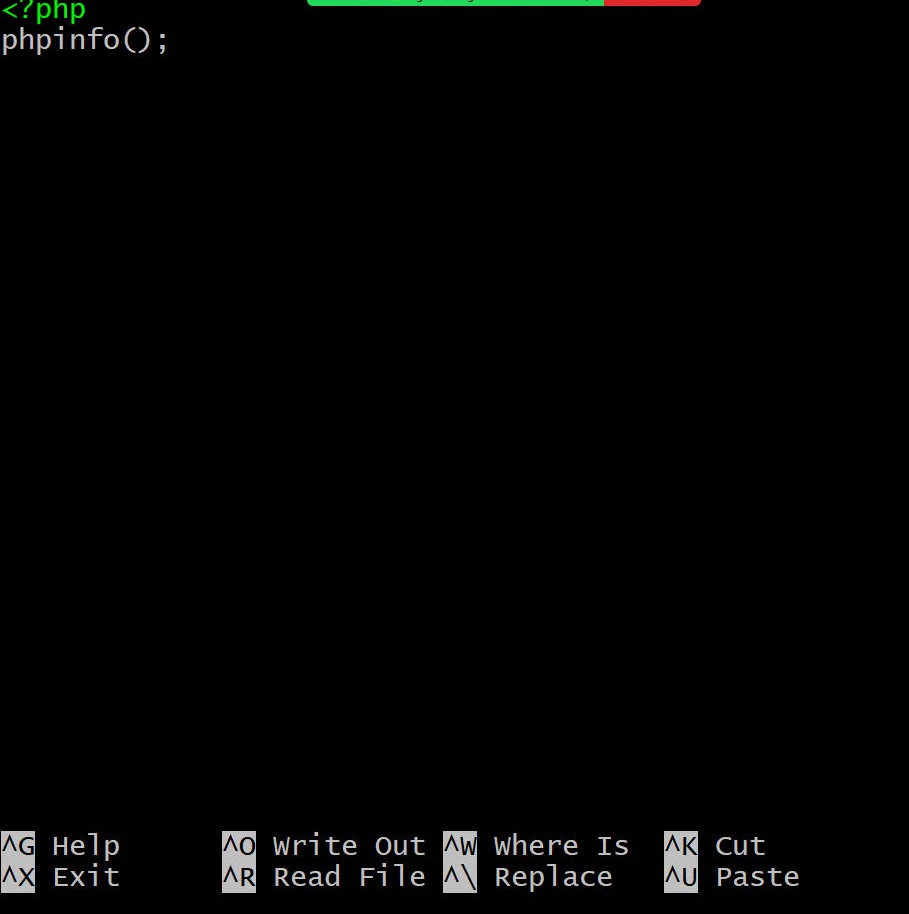 <?php
phpinfo();
^G Help ^O Write Out ^W Where Is ^K Cut
^X Exit ^R Read File ^\ Replace ^U Paste